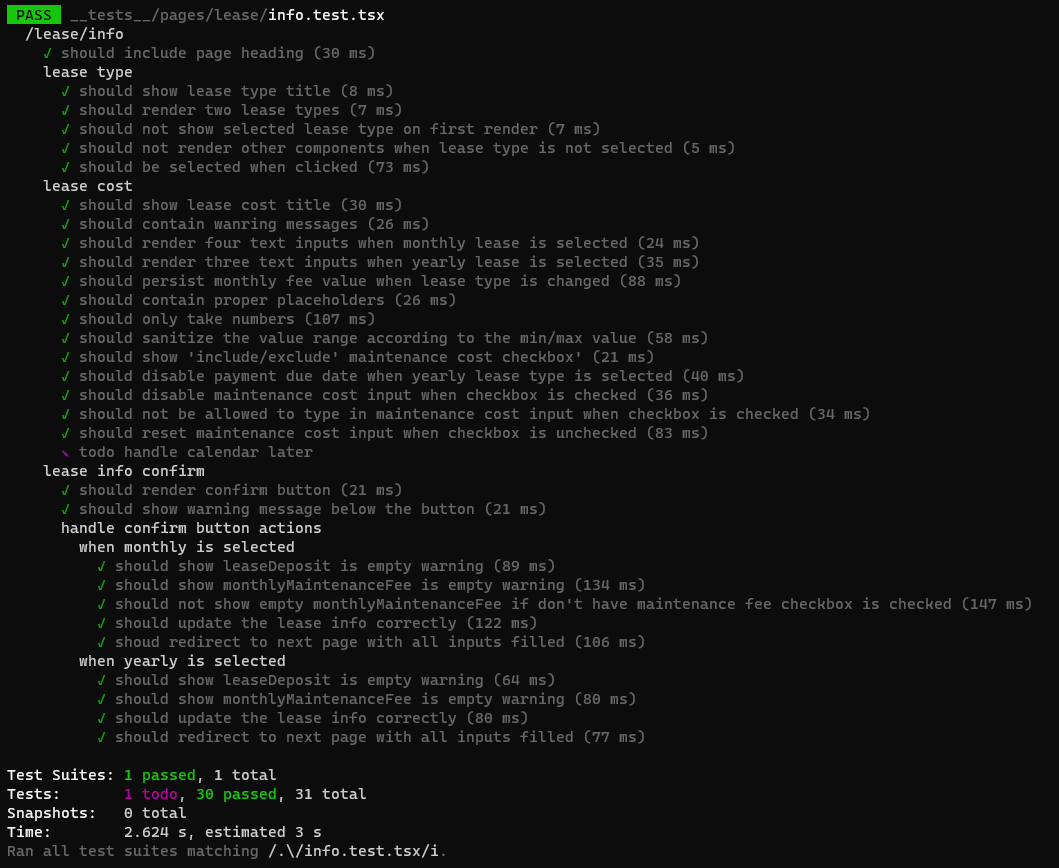 PASS __tests__/pages/lease/info.test.tsx
/lease/info
✓ should include page heading (30 ms)
lease type
✓ should show lease type title (8 ms)
✓ should render two lease types (7 ms)
✓ should not show selected lease type on first render (7 ms)
✓ should not render other components when lease type is not selected (5 ms)
✓ should be selected when clicked (73 ms)
lease cost
✓ should show lease cost title (30 ms)
✓ should contain wanring messages (26 ms)
✓ should render four text inputs when monthly lease is selected (24 ms)
✓ should render three text inputs when yearly lease is selected (35 ms)
✓ should persist monthly fee value when lease type is changed (88 ms)
✓ should contain proper placeholders (26 ms)
✓ should only take numbers (107 ms)
✓ should sanitize the value range according to the min/max value (58 ms)
✓ should show 'include/exclude' maintenance cost checkbox' (21 ms)
✓ should disable payment due date when yearly lease type is selected (40 ms)
✓ should disable maintenance cost input when checkbox is checked (36 ms)
✓ should not be allowed to type in maintenance cost input when checkbox is checked (34 ms)
✓ should reset maintenance cost input when checkbox is unchecked (83 ms)
✎ todo handle calendar later
lease info confirm
✓ should render confirm button (21 ms)
✓ should show warning message below the button (21 ms)
handle confirm button actions
when monthly is selected
✓ should show leaseDeposit is empty warning (89 ms)
✓ should show monthlyMaintenanceFee is empty warning (134 ms)
✓ should not show empty monthlyMaintenanceFee if don't have maintenance fee checkbox is checked (147 ms)
✓ should update the lease info correctly (122 ms)
✓ shoud redirect to next page with all inputs filled (106 ms)
when yearly is selected
✓ should show leaseDeposit is empty warning (64 ms)
✓ should show monthlyMaintenanceFee is empty warning (80 ms)
✓ should update the lease info correctly (80 ms)
✓ should redirect to next page with all inputs filled (77 ms)
Test Suites: 1 passed, 1 total
Tests: 1 todo, 30 passed, 31 total
Snapshots: 0 total
Time: 2.624 s, estimated 3 s
Ran all test suites matching /.\/info.test.tsx/i.